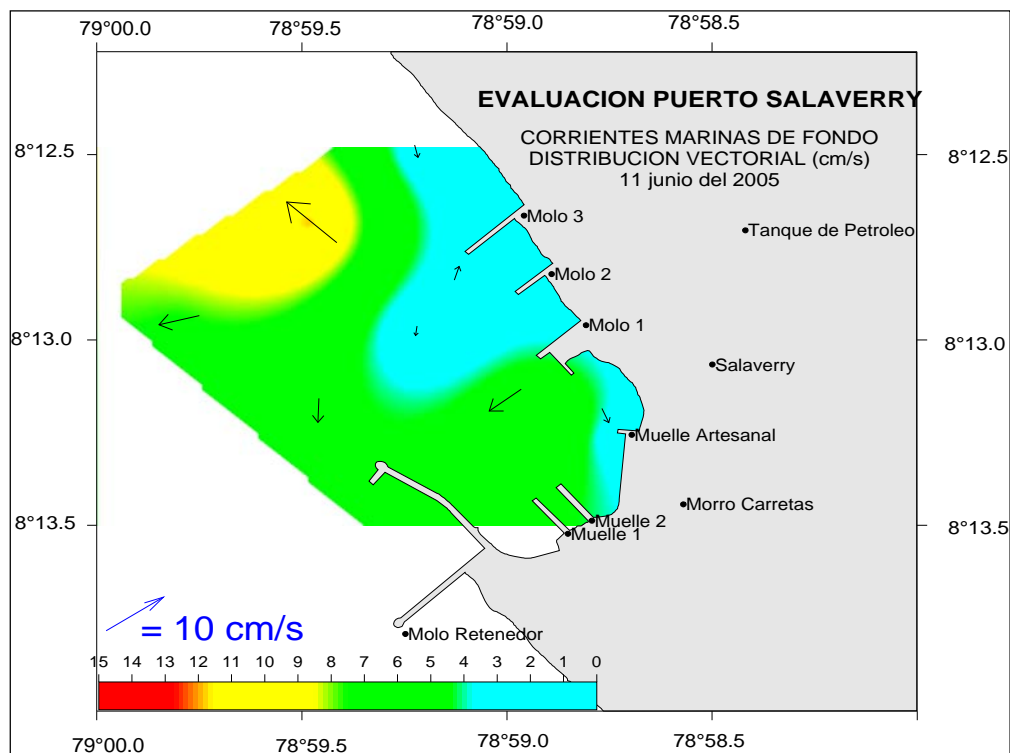 79°00.0 78°59.5 78°59.0 78°58.5
EVALUACION PUERTO SALAVERRY
CORRIENTES MARINAS DE FONDO
DISTRIBUCION VECTORIAL (cm/s)
11 junio del 2005
8°12.5 8°12.5
Molo 3
Tanque de Petroleo
Molo 2
Molo 1
8°13.0 8°13.0
Salaverry
Muelle Artesanal
Morro Carretas
Muelle 2
8°13.5 8°13.5
Muelle 1
= 10 cm/s
Molo Retenedor
15 14 13 12 11 10 9 8 7 6 5 4 3 2 1 0
79°00.0 78°59.5 78°59.0 78°58.5